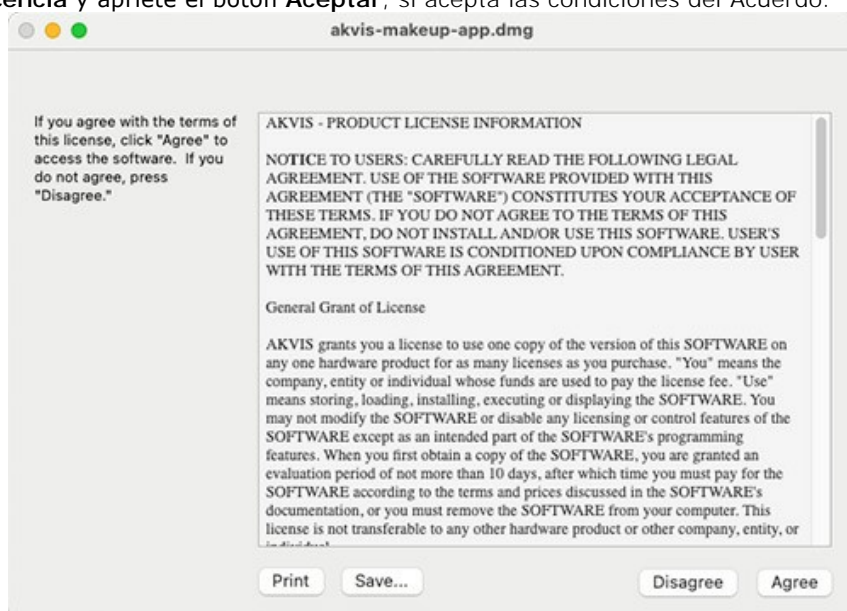 encia y apriete el botón Aceptar, si acepta las condiciones del Acuerdo.
akvis-makeup-app.dmg
If you agree with the terms of
this license, click "Agree" to
access the software. If you
do not agree, press
"Disagree."
AKVIS - PRODUCT LICENSE INFORMATION
NOTICE TO USERS: CAREFULLY READ THE FOLLOWING LEGAL
AGREEMENT. USE OF THE SOFTWARE PROVIDED WITH THIS
AGREEMENT (THE "SOFTWARE") CONSTITUTES YOUR ACCEPTANCE OF
THESE TERMS. IF YOU DO NOT AGREE TO THE TERMS OF THIS
AGREEMENT, DO NOT INSTALL AND/OR USE THIS SOFTWARE. USER'S
USE OF THIS SOFTWARE IS CONDITIONED UPON COMPLIANCE BY USER
WITH THE TERMS OF THIS AGREEMENT.
General Grant of License
AKVIS grants you a license to use one copy of the version of this SOFTWARE on
any one hardware product for as many licenses as you purchase. "You" means the
company, entity or individual whose funds are used to pay the license fee. "Use"
means storing, loading, installing, executing or displaying the SOFTWARE. You
may not modify the SOFTWARE or disable any licensing or control features of the
SOFTWARE except as an intended part of the SOFTWARE's programming
features. When you first obtain a copy of the SOFTWARE, you are granted an
evaluation period of not more than 10 days, after which time you must pay for the
SOFTWARE according to the terms and prices discussed in the SOFTWARE's
documentation, or you must remove the SOFTWARE from your computer. This
license is not transferable to any other hardware product or other company, entity, or
Print Save... Disagree Agree